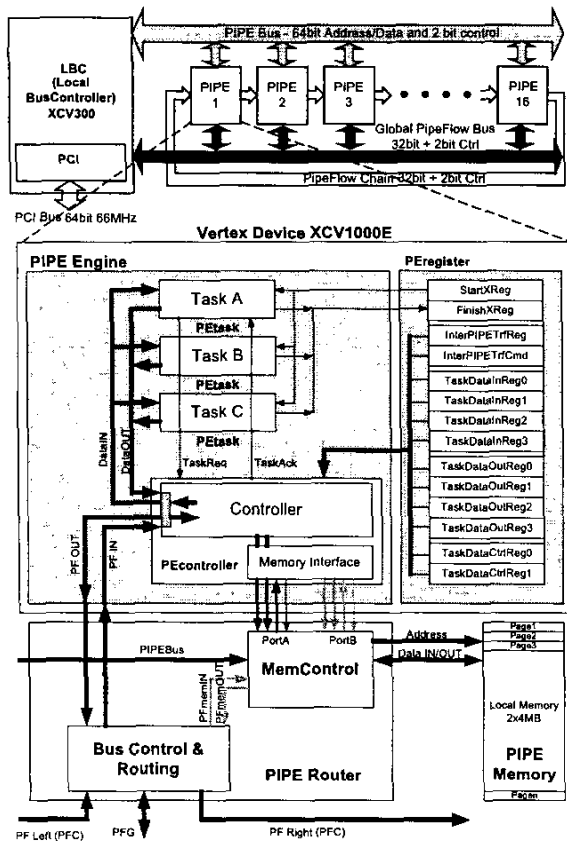 PIPE Bus - 64bit Address/Data and 2 bit control
LBC
(Local
BusController)
XCV300
PCI
PIPE
1
PIPE
2
PIPE
3
PIPE
16
Global PipeFlow Bus
32bit + 2bit Ctrl
PipeFlow Chain 32bit + 2bit Ctrl
PCI Bus 64bit 66MHz
Vertex Device XCV1000E
PIPE Engine
PEregister
Task A
PEtask
Task B
PEtask
Task C
PEtask
StartXReg
FinishXReg
InterPIPETrfReg
InterPIPETrfCmd
TaskDataInReg0
TaskDataInReg1
TaskDataInReg2
TaskDataInReg3
TaskDataOutReg0
TaskDataOutReg1
TaskDataOutReg2
TaskDataOutReg3
TaskDataCtrlReg0
TaskDataCtrlReg1
DataIN
DataOUT
TaskReq
TaskAck
Controller
PEcontroller
Memory Interface
PF OUT
PF IN
PortA
PortB
MemControl
Address
Data IN/OUT
PIPEBus
PFmemIN
PFmemOUT
Page1
Page2
Page3
Local Memory
2x4MB
PIPE
Memory
Pagen
Bus Control &
Routing
PIPE Router
PF Left (PFC)
PFG
PF Right (PFC)